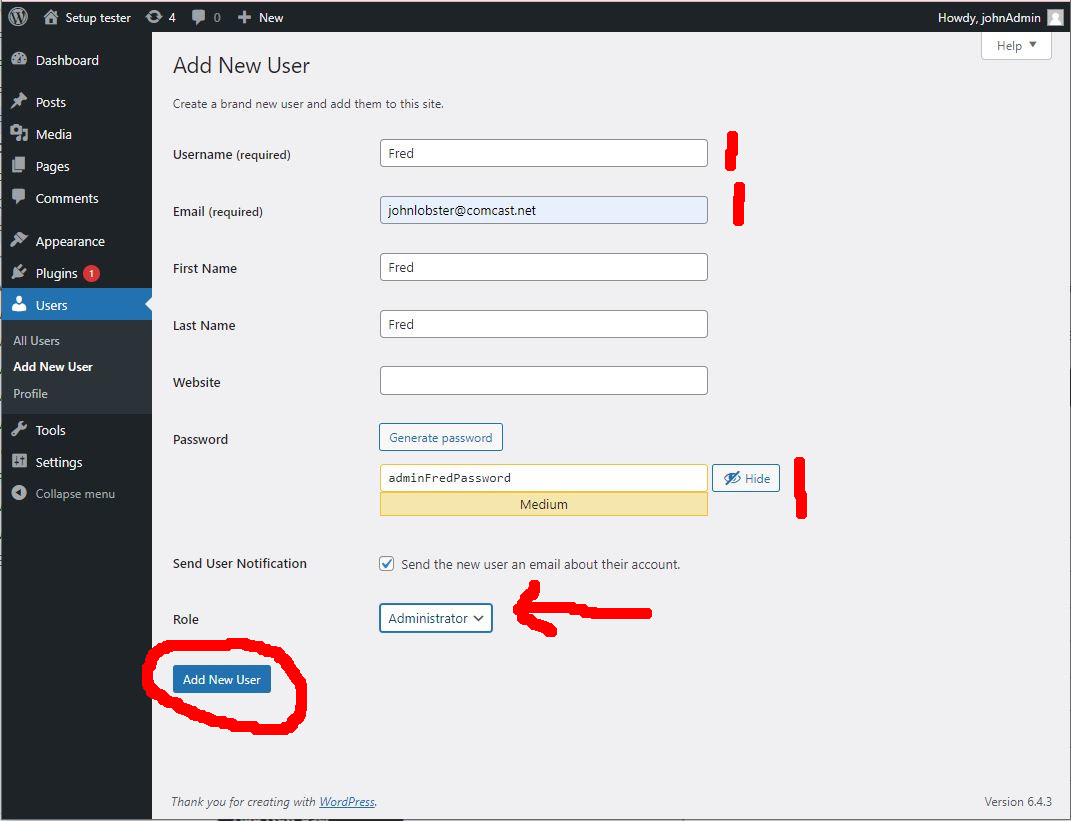 Setup tester 4 0 New Howdy, johnAdmin
Help
Dashboard
Posts
Media
Pages
Comments
Appearance
Plugins 1
Users
All Users
Add New User
Profile
Tools
Settings
Collapse menu
Add New User
Create a brand new user and add them to this site.
Username (required) Fred
Email (required) johnlobster@comcast.net
First Name Fred
Last Name Fred
Website
Password Generate password
adminFredPassword Hide
Medium
Send User Notification Send the new user an email about their account.
Role Administrator
Add New User
Thank you for creating with WordPress. Version 6.4.3